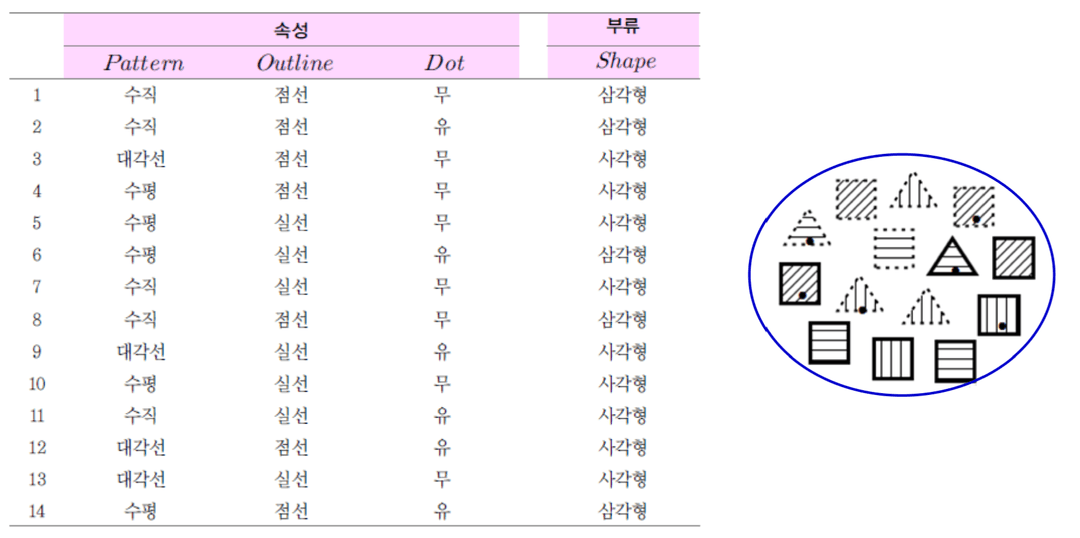 속성 부류
Pattern Outline Dot Shape
1 수직 점선 무 삼각형
2 수직 점선 유 삼각형
3 대각선 점선 무 사각형
4 수평 점선 무 사각형
5 수평 실선 무 사각형
6 수평 실선 유 삼각형
7 수직 실선 무 사각형
8 수직 점선 무 삼각형
9 대각선 실선 유 사각형
10 수평 실선 무 사각형
11 수직 실선 유 사각형
12 대각선 점선 유 사각형
13 대각선 실선 무 사각형
14 수평 점선 유 삼각형